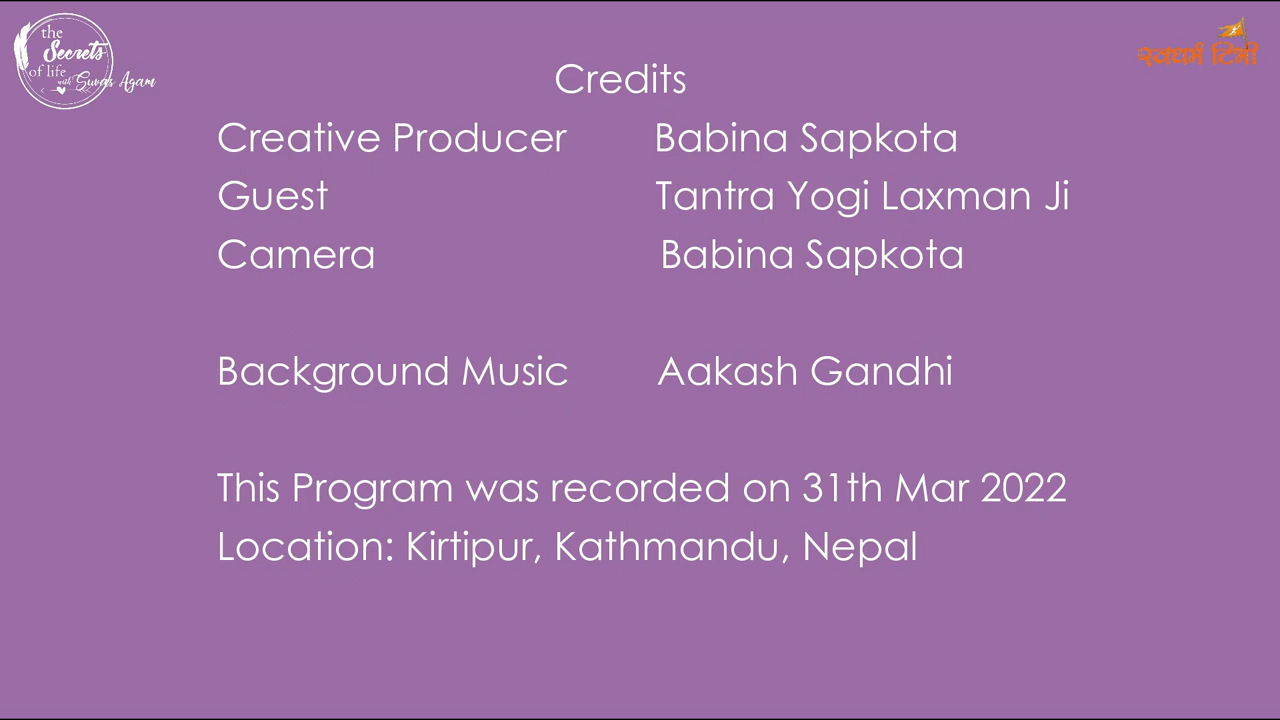 the
Secrets
of life
with Suvas Agam
स्वधर्म टिभी
Credits
Creative Producer Babina Sapkota
Guest Tantra Yogi Laxman Ji
Camera Babina Sapkota
Background Music Aakash Gandhi
This Program was recorded on 31th Mar 2022
Location: Kirtipur, Kathmandu, Nepal